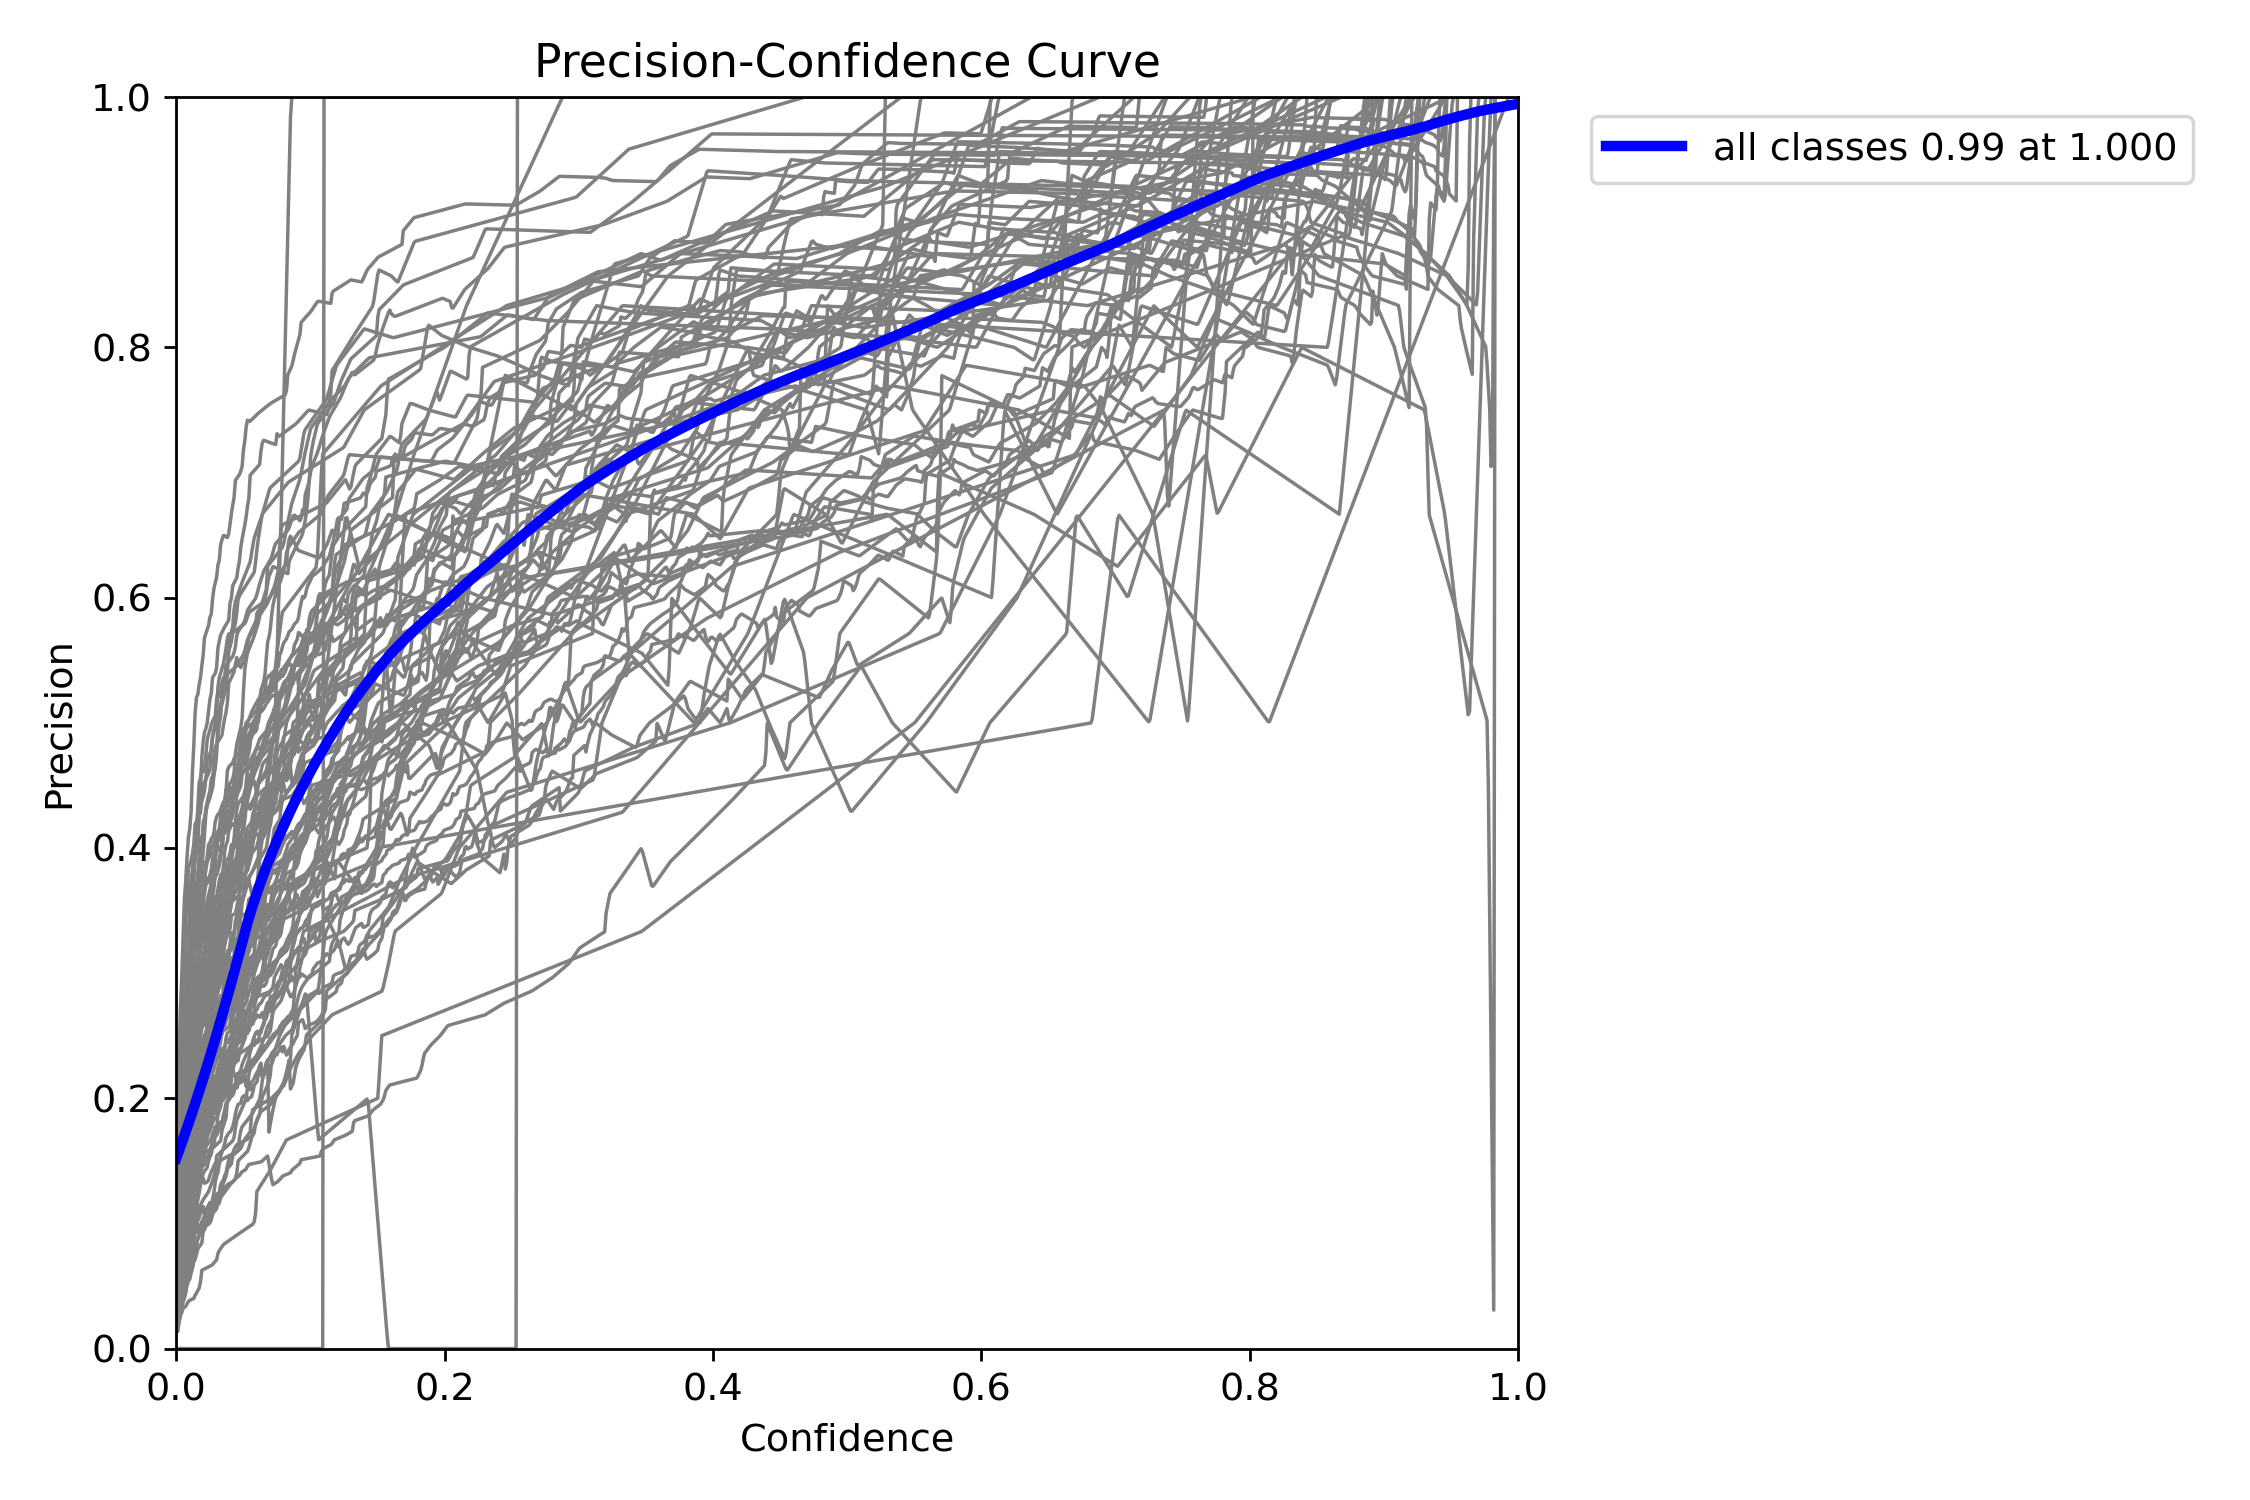 Precision-Confidence Curve
all classes 0.99 at 1.000
1.0
0.8
0.6
0.4
0.2
0.0
Precision
0.0 0.2 0.4 0.6 0.8 1.0
Confidence